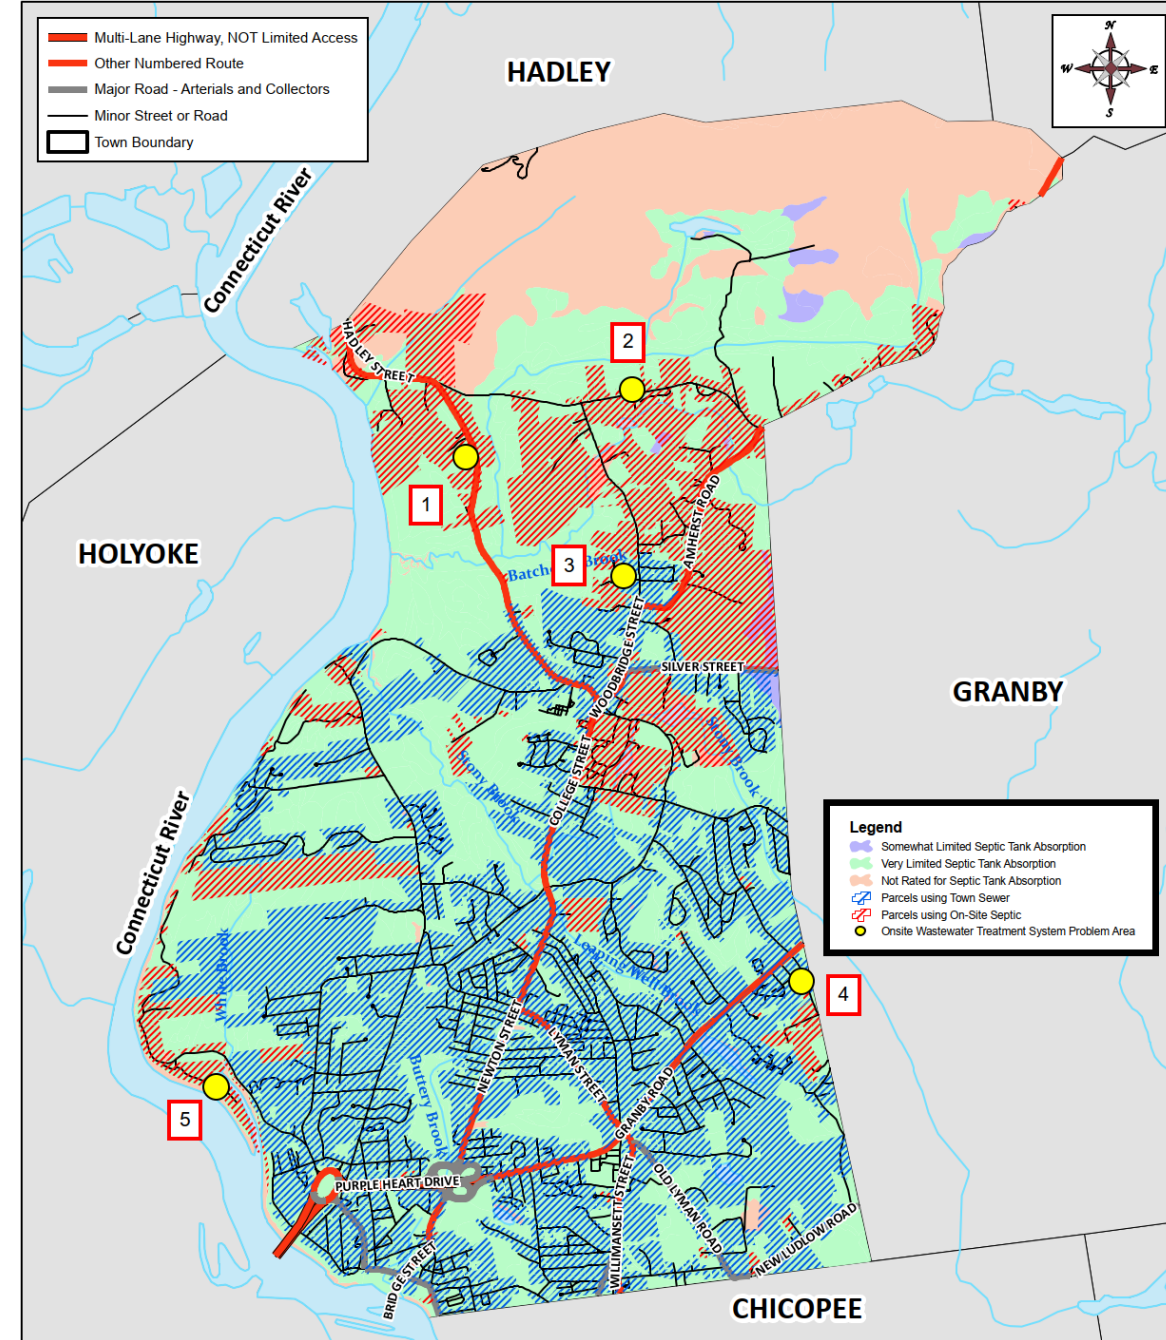 Multi-Lane Highway, NOT Limited Access
Other Numbered Route
Major Road - Arterials and Collectors
Minor Street or Road
Town Boundary
HADLEY
N
W
E
S
Connecticut River
HADLEY STREET
2
1
HOLYOKE
AMHERST ROAD
3
Batch
Brook
WOODBRIDGE STREET
SILVER STREET
GRANBY
Stony Brook
Stony Brook
COLLEGE STREET
Connecticut River
Legend
Somewhat Limited Septic Tank Absorption
Very Limited Septic Tank Absorption
Not Rated for Septic Tank Absorption
Parcels using Town Sewer
Parcels using On-Site Septic
Onsite Wastewater Treatment System Problem Area
White Brook
Leaping Well Brook
4
NEWTON STREET
LYMAN STREET
Buttery Brook
GRANBY ROAD
5
PURPLE HEART DRIVE
OLD LYMAN ROAD
WILLIMANSETT STREET
NEW LUDLOW ROAD
BRIDGE STREET
CHICOPEE